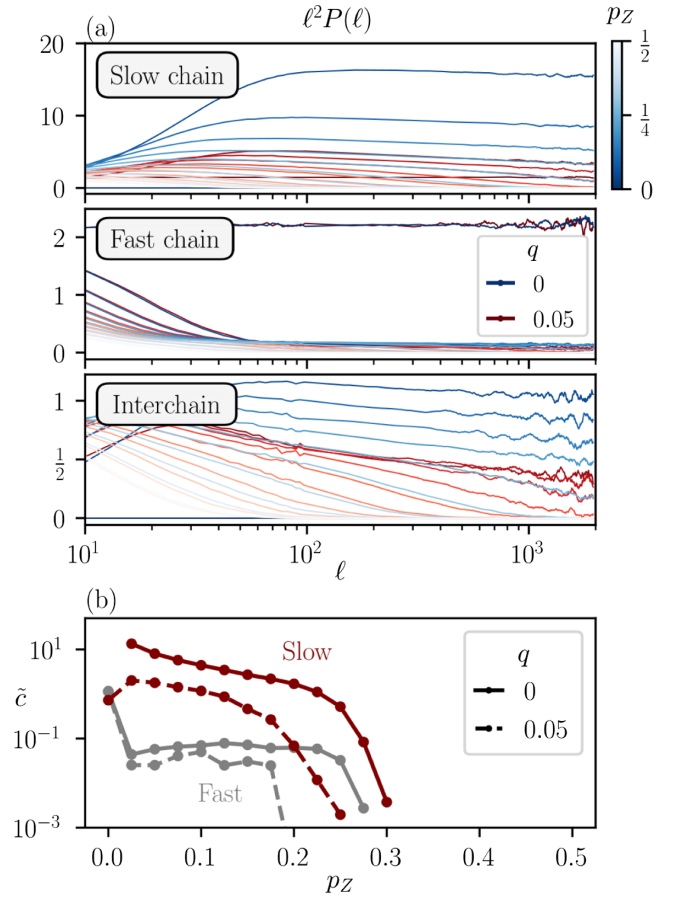 (a)
ℓ²P(ℓ)
p_Z
20
10
0
Slow chain
1/2
1/4
0
2
1
0
Fast chain
q
0
0.05
1
1/2
0
Interchain
10¹
10²
10³
ℓ
(b)
10¹
10⁻¹
10⁻³
c̃
Slow
Fast
q
0
0.05
0.0
0.1
0.2
0.3
0.4
0.5
p_Z